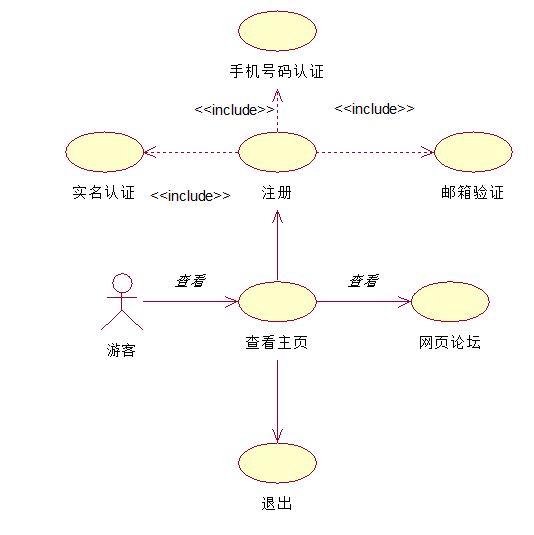 手机号码认证
<<include>>
<<include>>
实名认证
<<include>>
注册
邮箱验证
查看
查看
游客
查看主页
网页论坛
退出